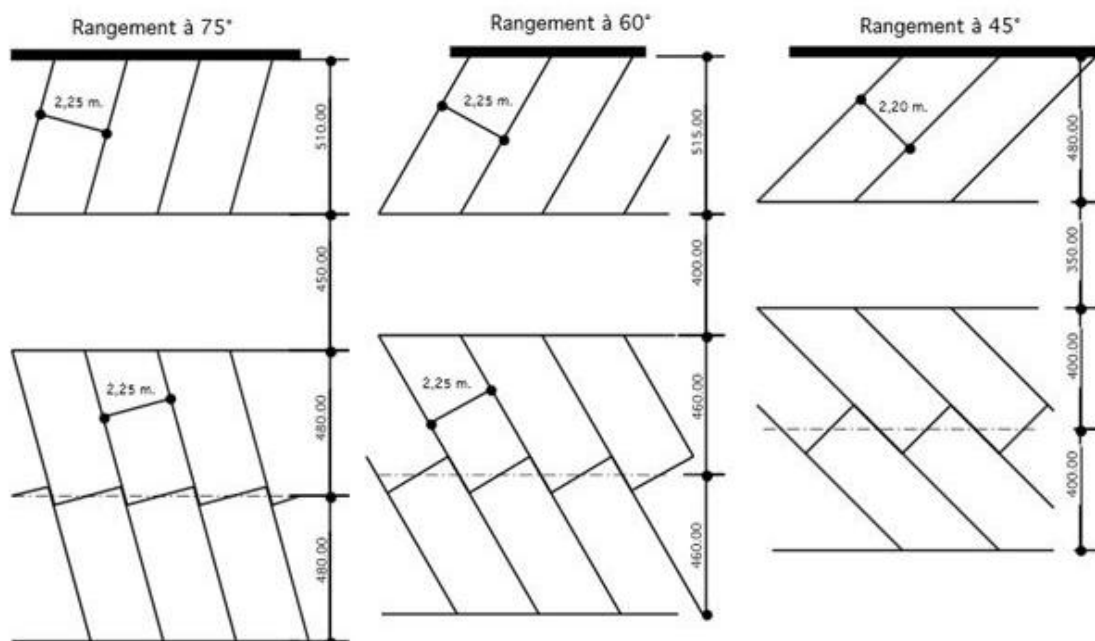 Rangement à 75°
2,25 m.
510.00
450.00
2,25 m.
480.00
480.00
Rangement à 60°
2,25 m.
515.00
400.00
2,25 m.
460.00
460.00
Rangement à 45°
2,20 m.
480.00
350.00
400.00
400.00